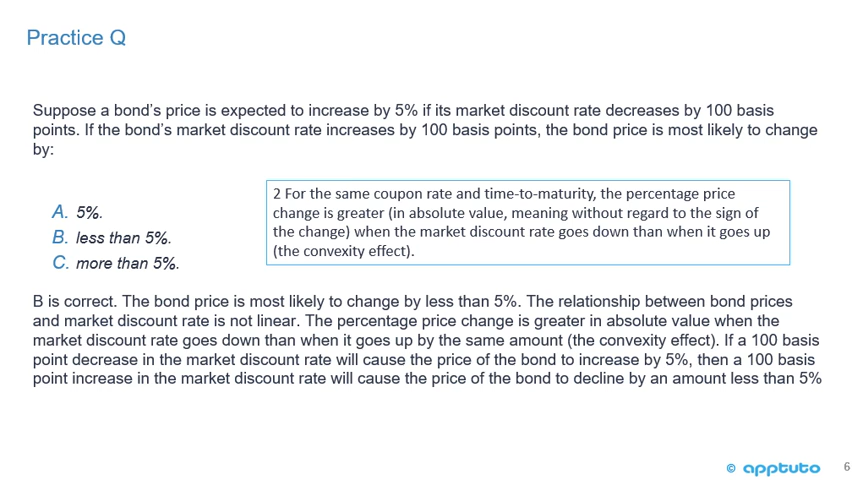 Practice Q
Suppose a bond's price is expected to increase by 5% if its market discount rate decreases by 100 basis
points. If the bond's market discount rate increases by 100 basis points, the bond price is most likely to change
by:
A. 5%.
B. less than 5%.
C. more than 5%.
2 For the same coupon rate and time-to-maturity, the percentage price
change is greater (in absolute value, meaning without regard to the sign of
the change) when the market discount rate goes down than when it goes up
(the convexity effect).
B is correct. The bond price is most likely to change by less than 5%. The relationship between bond prices
and market discount rate is not linear. The percentage price change is greater in absolute value when the
market discount rate goes down than when it goes up by the same amount (the convexity effect). If a 100 basis
point decrease in the market discount rate will cause the price of the bond to increase by 5%, then a 100 basis
point increase in the market discount rate will cause the price of the bond to decline by an amount less than 5%
© apptuto 6